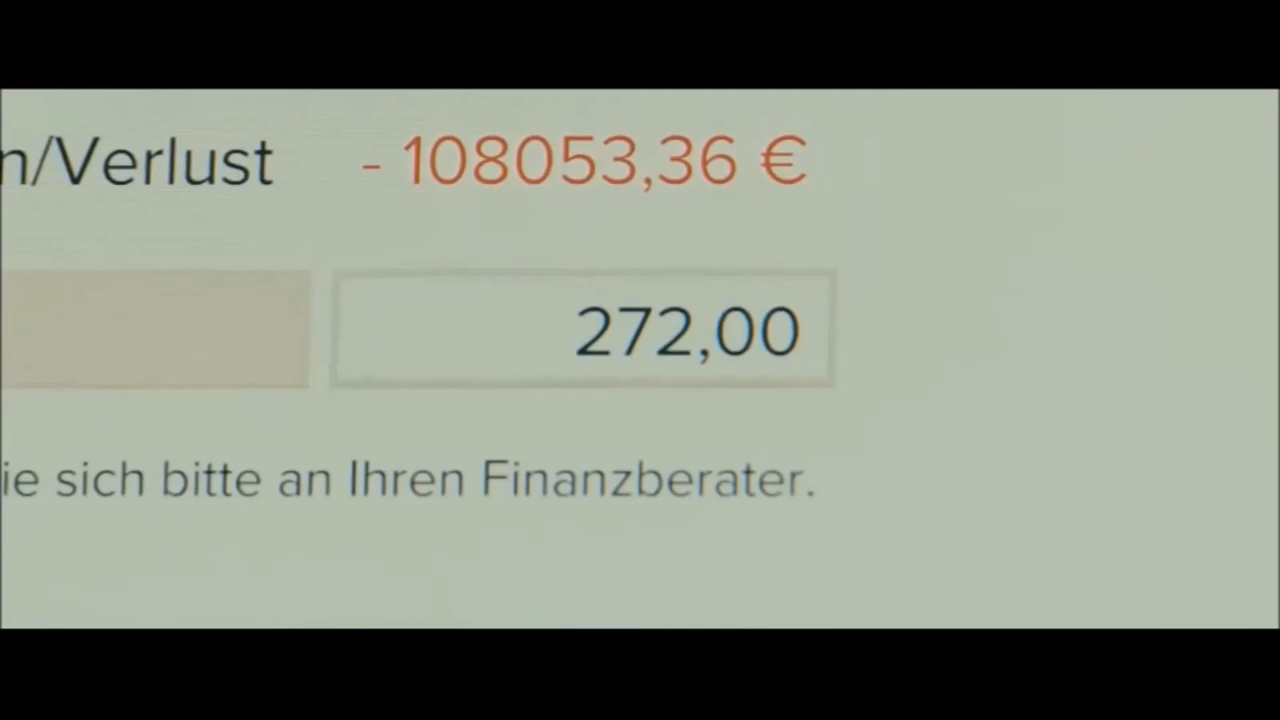 n/Verlust - 108053,36 €
272,00
ie sich bitte an Ihren Finanzberater.